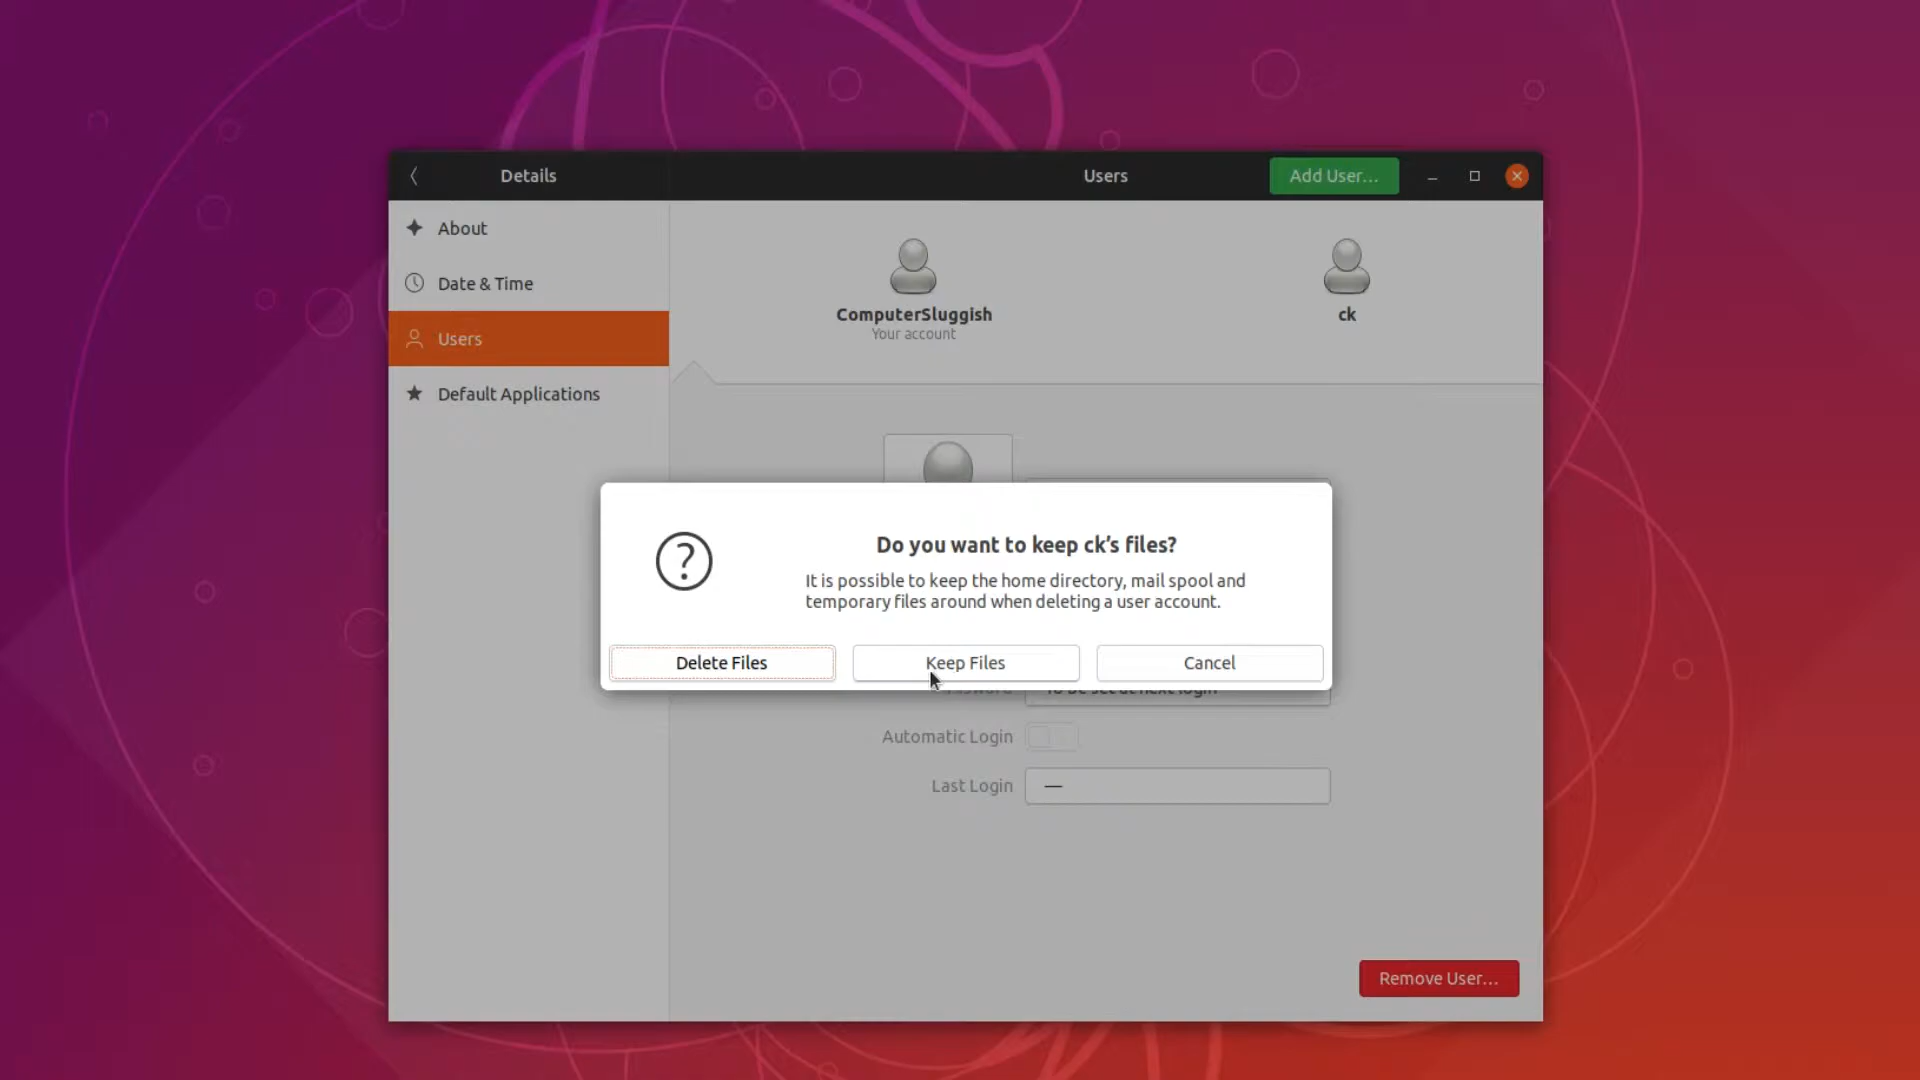 Details
Users
Add User...
About
Date & Time
Users
Default Applications
ComputerSluggish
Your account
ck
Do you want to keep ck’s files?
It is possible to keep the home directory, mail spool and
temporary files around when deleting a user account.
Delete Files
Keep Files
Cancel
Automatic Login
Last Login
—
Remove User...